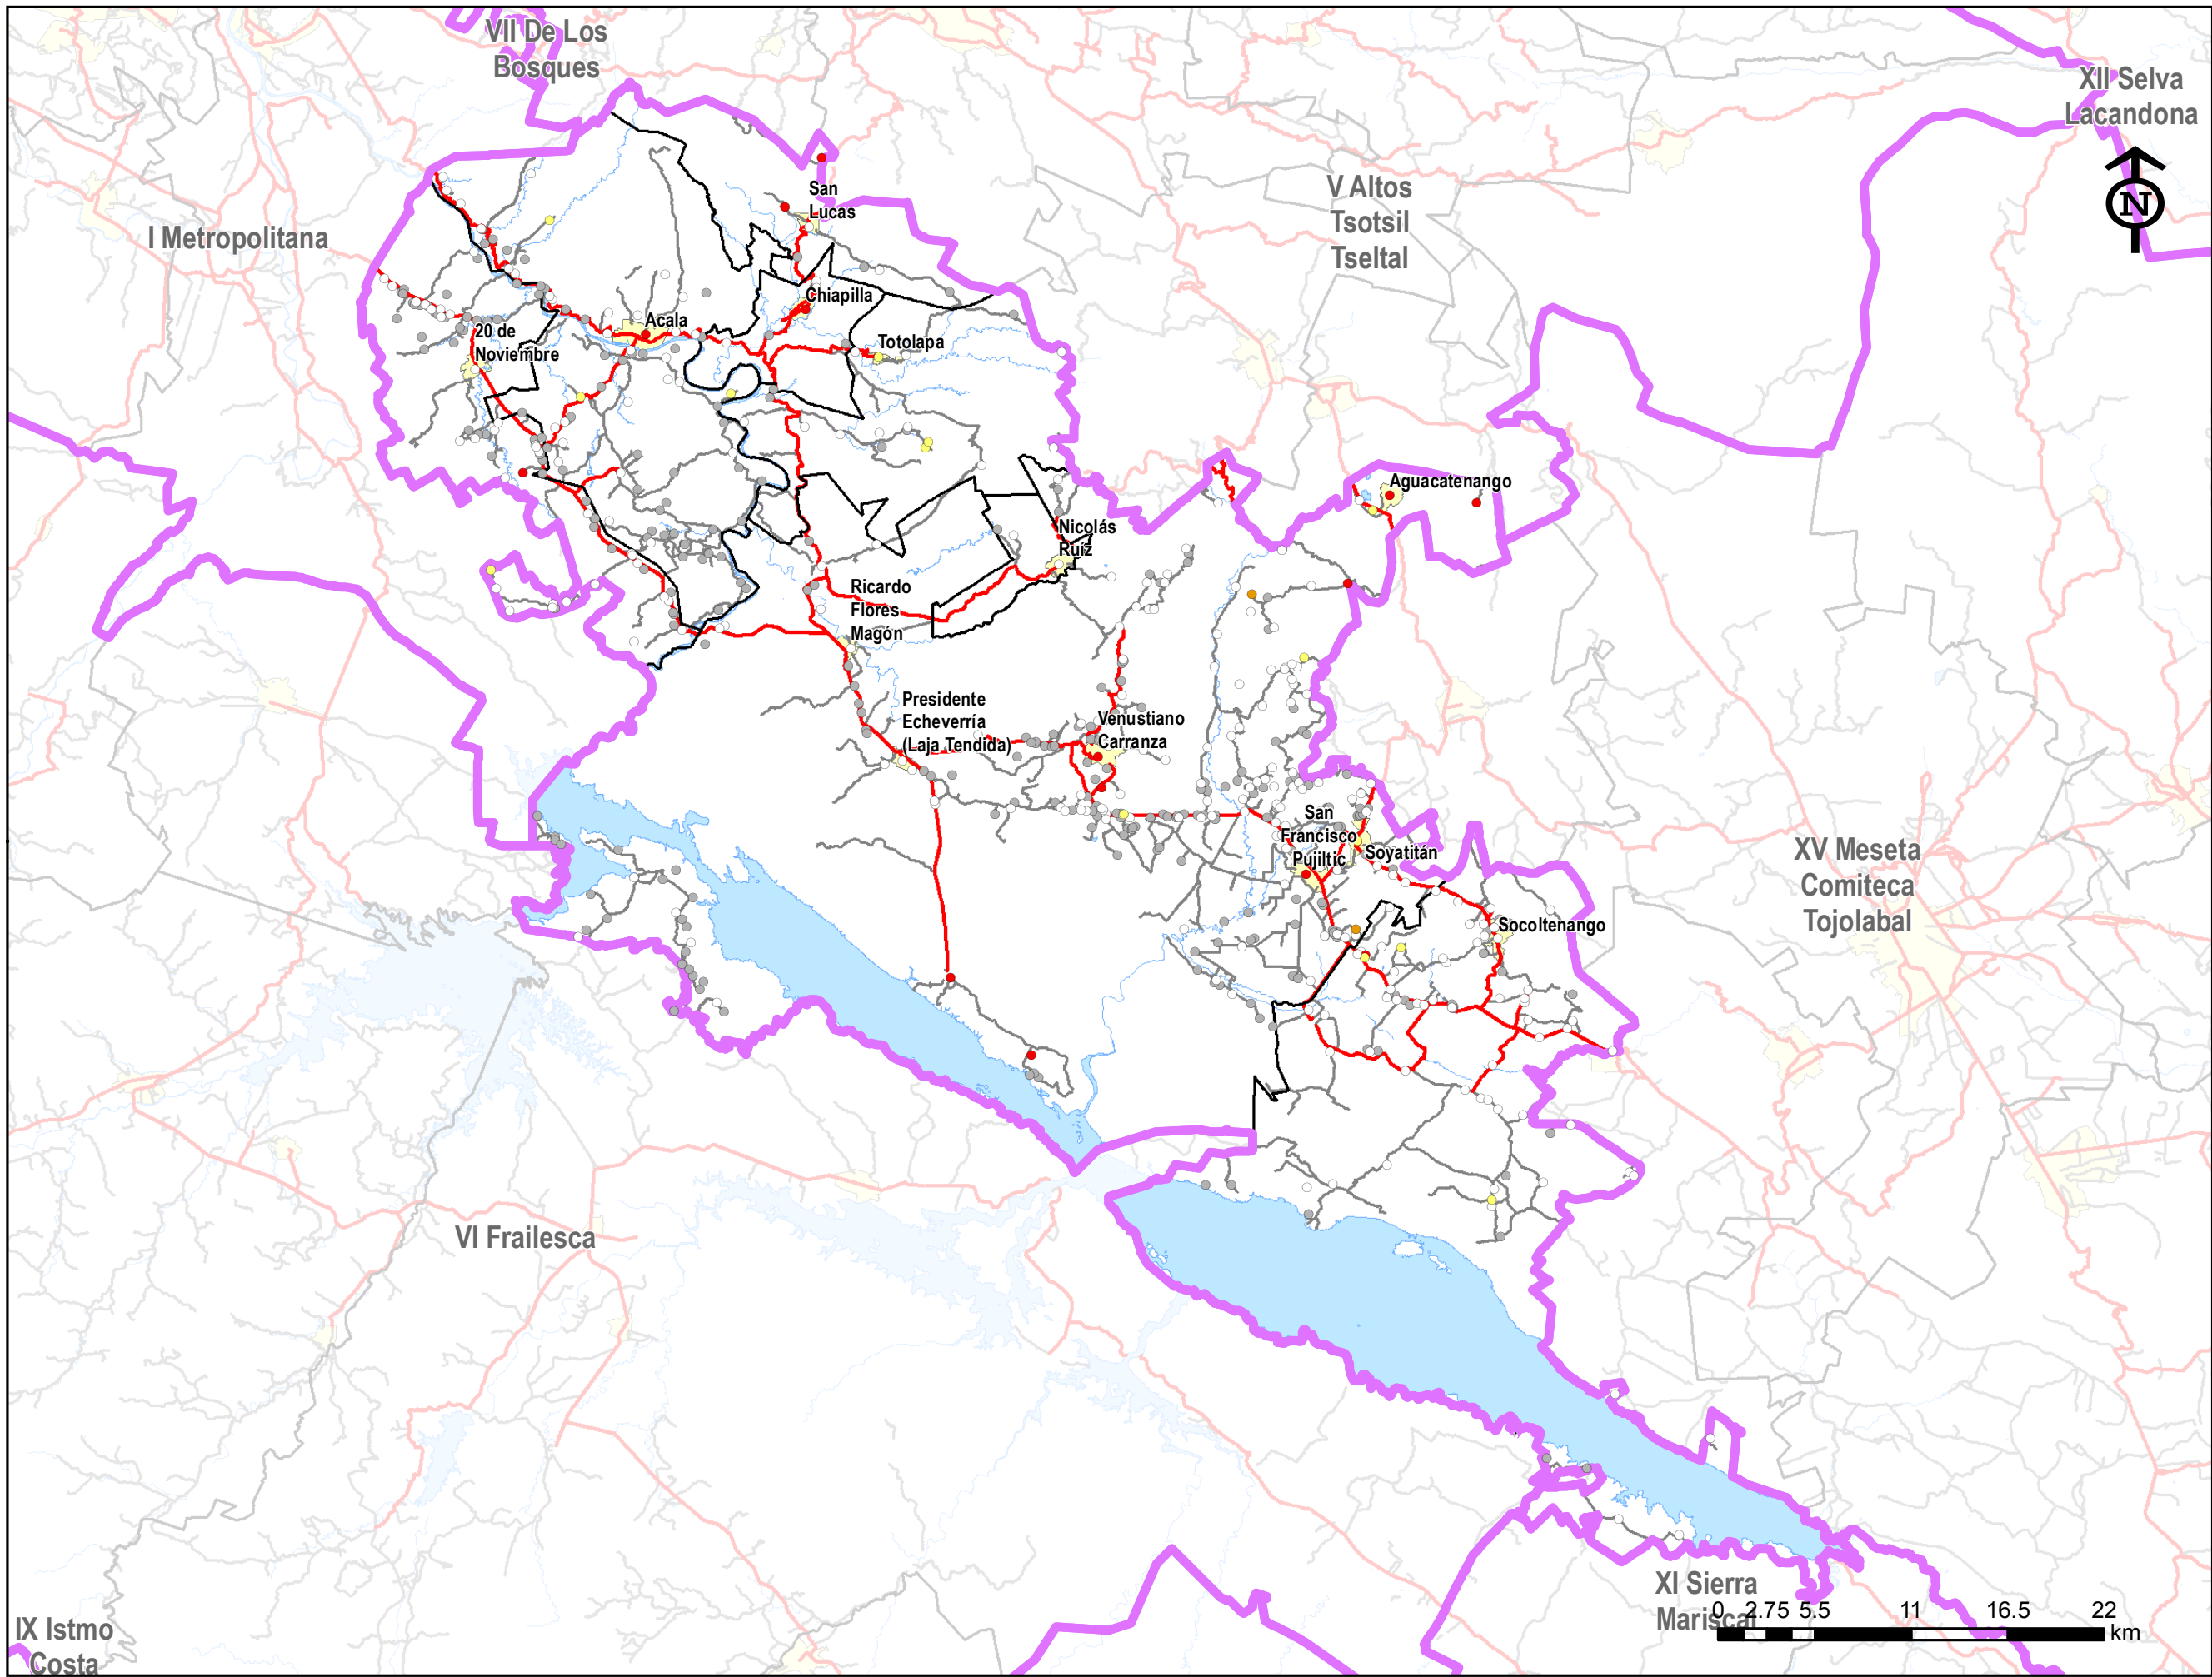 VII De Los
Bosques
XII Selva
Lacandona
N
San
Lucas
V Altos
Tsotsil
Tseltal
I Metropolitana
Chiapilla
Acala
20 de
Noviembre
Totolapa
Aguacatenango
Nicolás
Ruíz
Ricardo
Flores
Magón
Presidente
Echeverría
(Laja Tendida)
Venustiano
Carranza
San
Francisco
Pujiltic
Soyatitán
XV Meseta
Comiteca
Tojolabal
Socoltenango
VI Frailesca
XI Sierra
Mariscal
0 2.75 5.5 11 16.5 22
km
IX Istmo
Costa